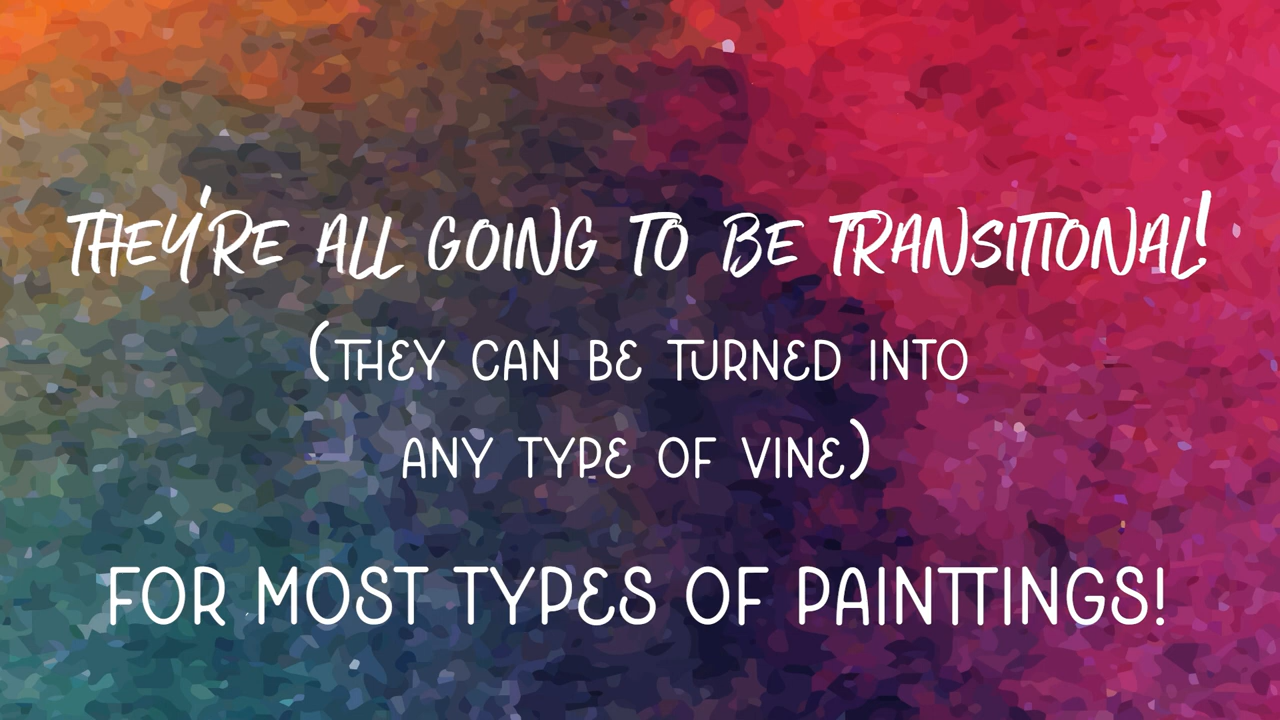 THEY'RE ALL GOING TO BE TRANSITIONAL!
(THEY CAN BE TURNED INTO
ANY TYPE OF VINE)
FOR MOST TYPES OF PAINTTINGS!